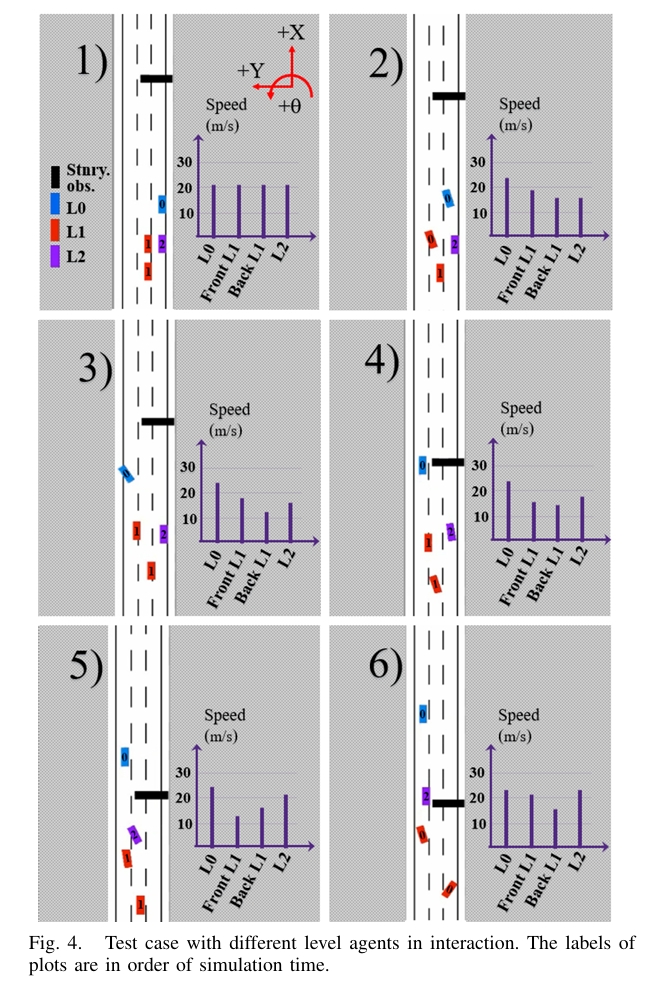 1)
+X
+Y
+θ
Speed
(m/s)
30
20
10
Stnry.
obs.
L0
L1
L2
0
1
2
1
L0
Front L1
Back L1
L2
2)
Speed
(m/s)
30
20
10
0
2
1
L0
Front L1
Back L1
L2
3)
Speed
(m/s)
30
20
10
1
2
1
L0
Front L1
Back L1
L2
4)
Speed
(m/s)
30
20
10
0
1
2
1
L0
Front L1
Back L1
L2
5)
Speed
(m/s)
30
20
10
0
1
1
L0
Front L1
Back L1
L2
6)
Speed
(m/s)
30
20
10
0
2
L0
Front L1
Back L1
L2
Fig. 4. Test case with different level agents in interaction. The labels of
plots are in order of simulation time.